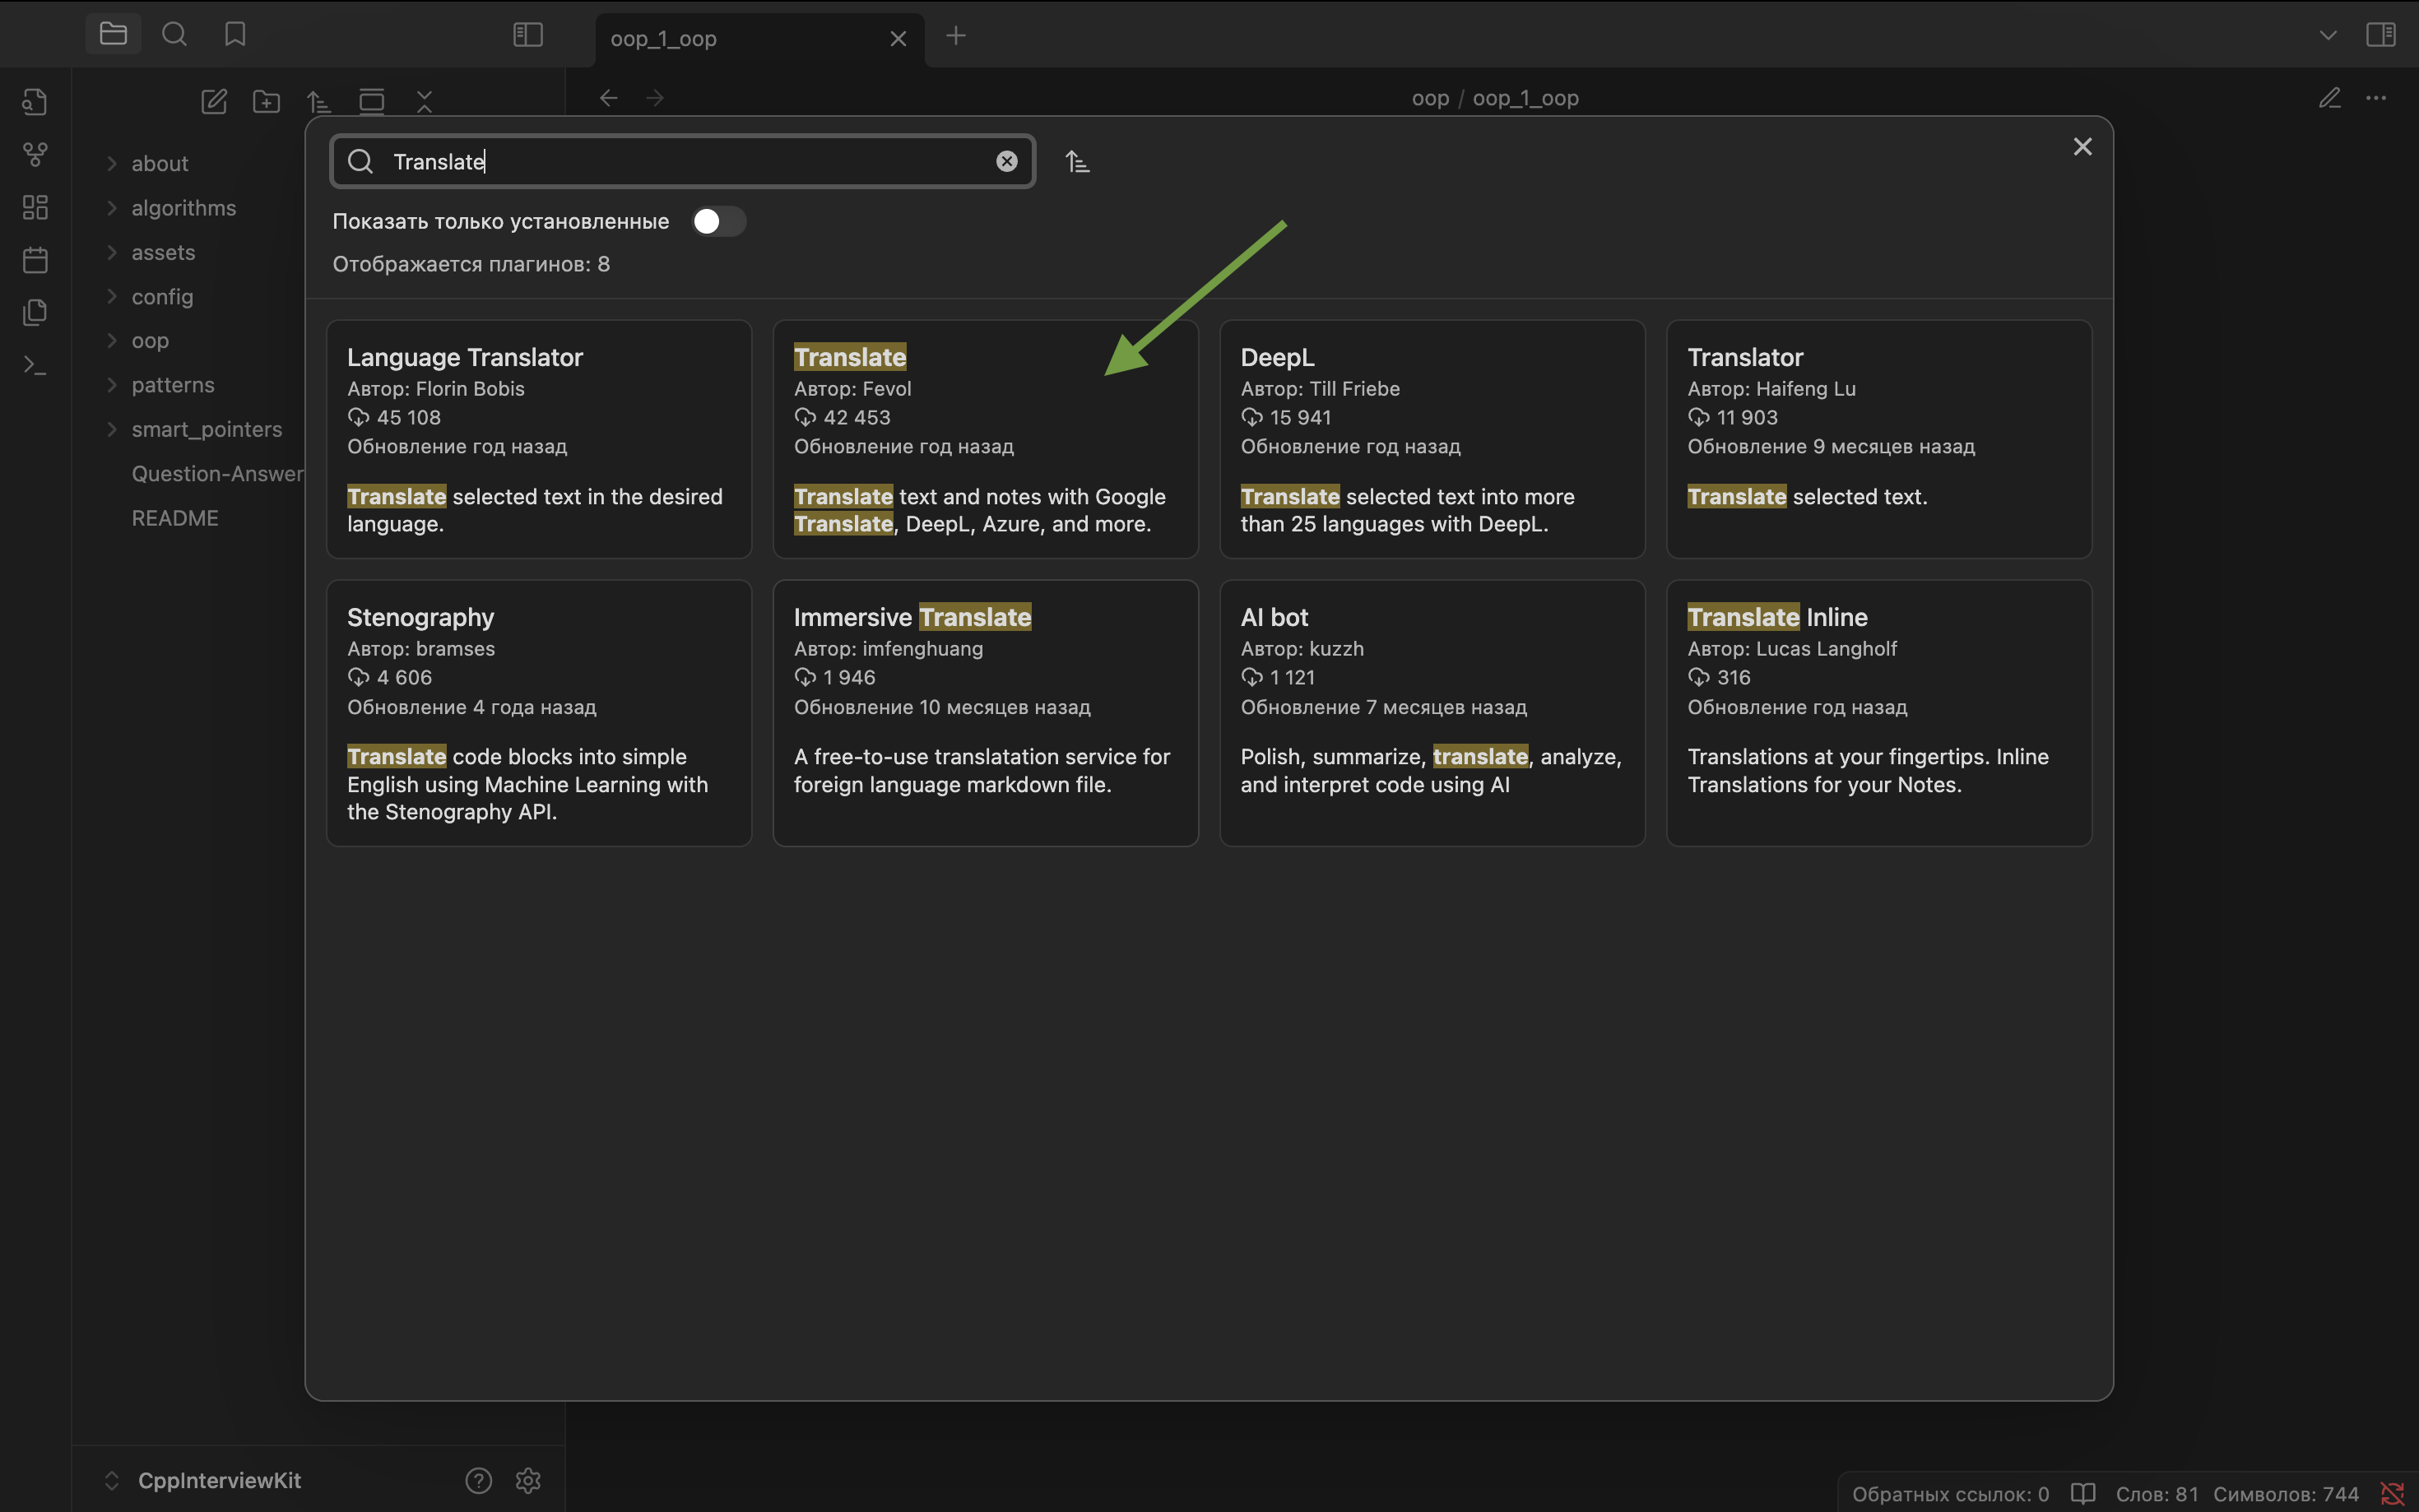 oop_1_oop
oop / oop_1_oop
about
algorithms
assets
config
oop
patterns
smart_pointers
Question-Answer
README
Translate
Показать только установленные
Отображается плагинов: 8
Language Translator
Автор: Florin Bobis
45 108
Обновление год назад
Translate selected text in the desired
language.
Translate
Автор: Fevol
42 453
Обновление год назад
Translate text and notes with Google
Translate, DeepL, Azure, and more.
DeepL
Автор: Till Friebe
15 941
Обновление год назад
Translate selected text into more
than 25 languages with DeepL.
Translator
Автор: Haifeng Lu
11 903
Обновление 9 месяцев назад
Translate selected text.
Stenography
Автор: bramses
4 606
Обновление 4 года назад
Translate code blocks into simple
English using Machine Learning with
the Stenography API.
Immersive Translate
Автор: imfenghuang
1 946
Обновление 10 месяцев назад
A free-to-use translatation service for
foreign language markdown file.
AI bot
Автор: kuzzh
1 121
Обновление 7 месяцев назад
Polish, summarize, translate, analyze,
and interpret code using AI
Translate Inline
Автор: Lucas Langholf
316
Обновление год назад
Translations at your fingertips. Inline
Translations for your Notes.
CppInterviewKit
Обратных ссылок: 0
Слов: 81
Символов: 744